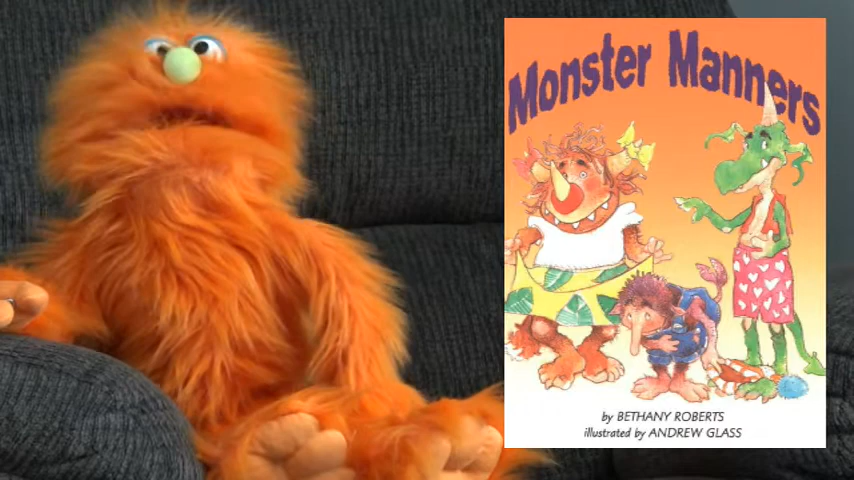 Monster Manners
by BETHANY ROBERTS
illustrated by ANDREW GLASS